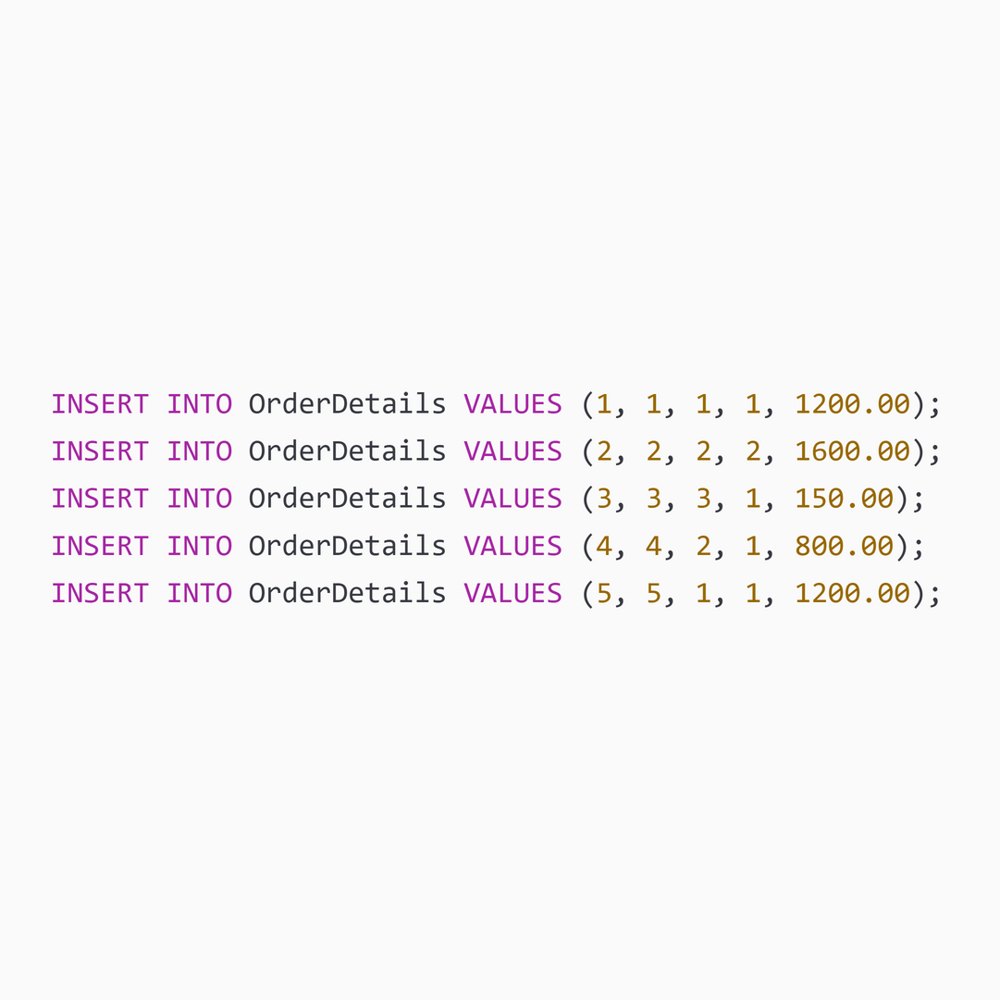 INSERT INTO OrderDetails VALUES (1, 1, 1, 1, 1200.00);
INSERT INTO OrderDetails VALUES (2, 2, 2, 2, 1600.00);
INSERT INTO OrderDetails VALUES (3, 3, 3, 1, 150.00);
INSERT INTO OrderDetails VALUES (4, 4, 2, 1, 800.00);
INSERT INTO OrderDetails VALUES (5, 5, 1, 1, 1200.00);